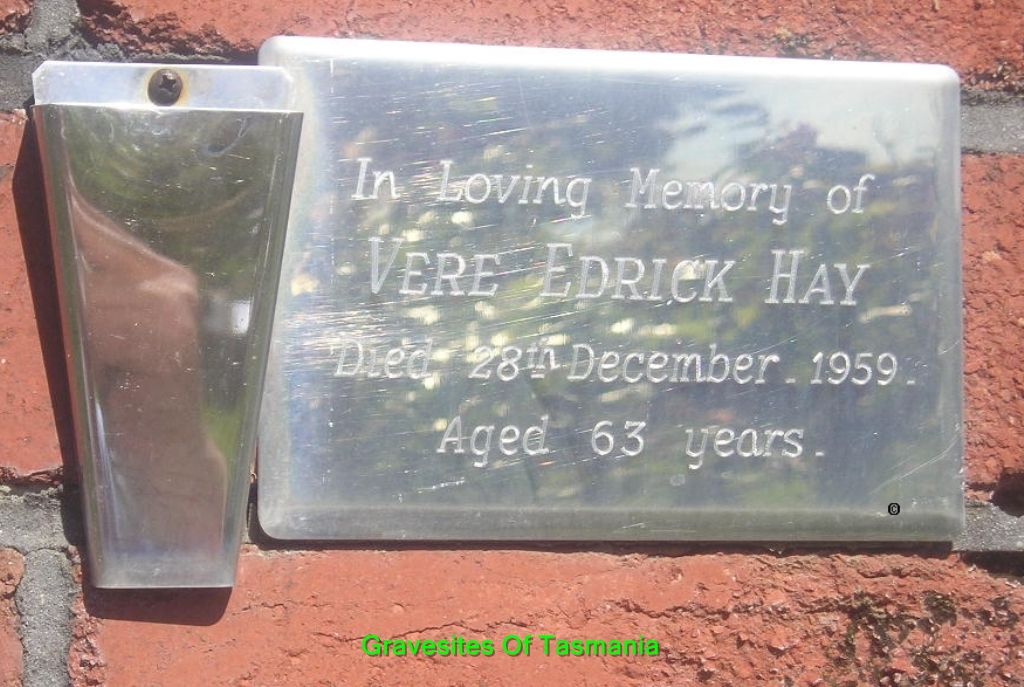 In Loving Memory of
VERE EDRICK HAY
Died 28th December. 1959.
Aged 63 years.
©
Gravesites Of Tasmania